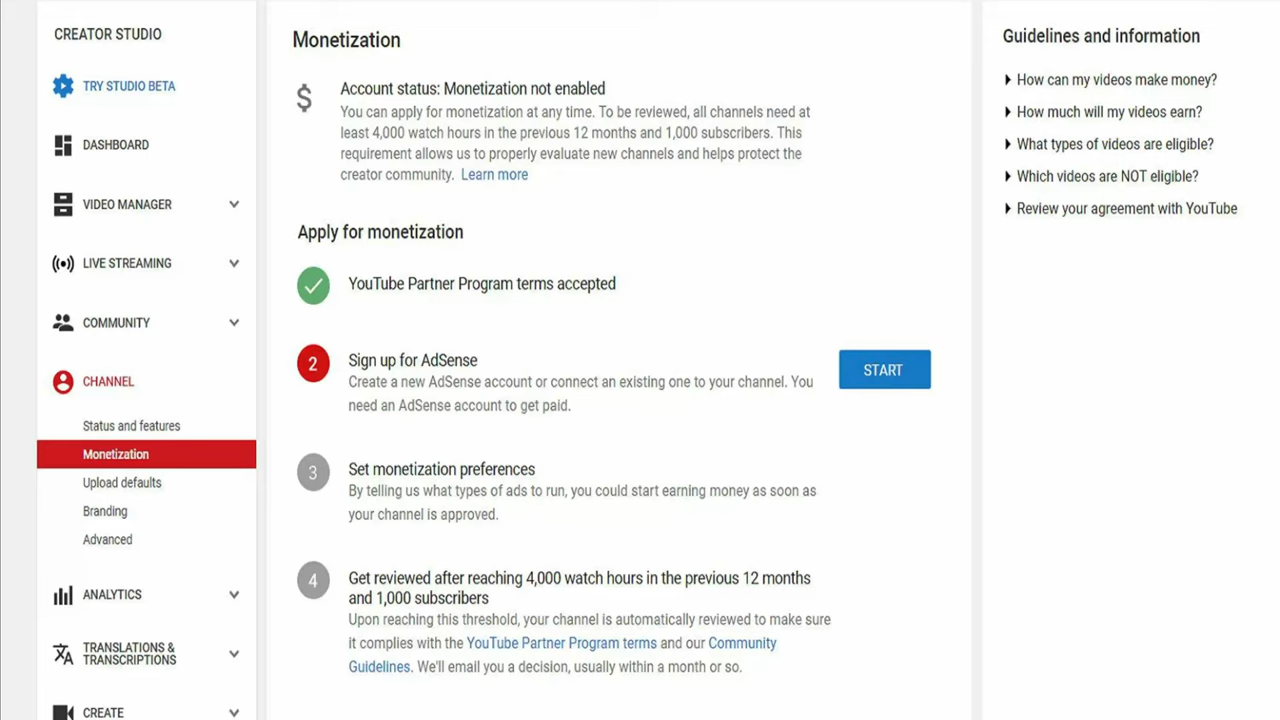 CREATOR STUDIO
TRY STUDIO BETA
DASHBOARD
VIDEO MANAGER
LIVE STREAMING
COMMUNITY
CHANNEL
Status and features
Monetization
Upload defaults
Branding
Advanced
ANALYTICS
TRANSLATIONS &
TRANSCRIPTIONS
CREATE
Monetization
$
Account status: Monetization not enabled
You can apply for monetization at any time. To be reviewed, all channels need at
least 4,000 watch hours in the previous 12 months and 1,000 subscribers. This
requirement allows us to properly evaluate new channels and helps protect the
creator community. Learn more
Apply for monetization
YouTube Partner Program terms accepted
2
Sign up for AdSense
Create a new AdSense account or connect an existing one to your channel. You
need an AdSense account to get paid.
START
3
Set monetization preferences
By telling us what types of ads to run, you could start earning money as soon as
your channel is approved.
4
Get reviewed after reaching 4,000 watch hours in the previous 12 months
and 1,000 subscribers
Upon reaching this threshold, your channel is automatically reviewed to make sure
it complies with the YouTube Partner Program terms and our Community
Guidelines. We'll email you a decision, usually within a month or so.
Guidelines and information
How can my videos make money?
How much will my videos earn?
What types of videos are eligible?
Which videos are NOT eligible?
Review your agreement with YouTube